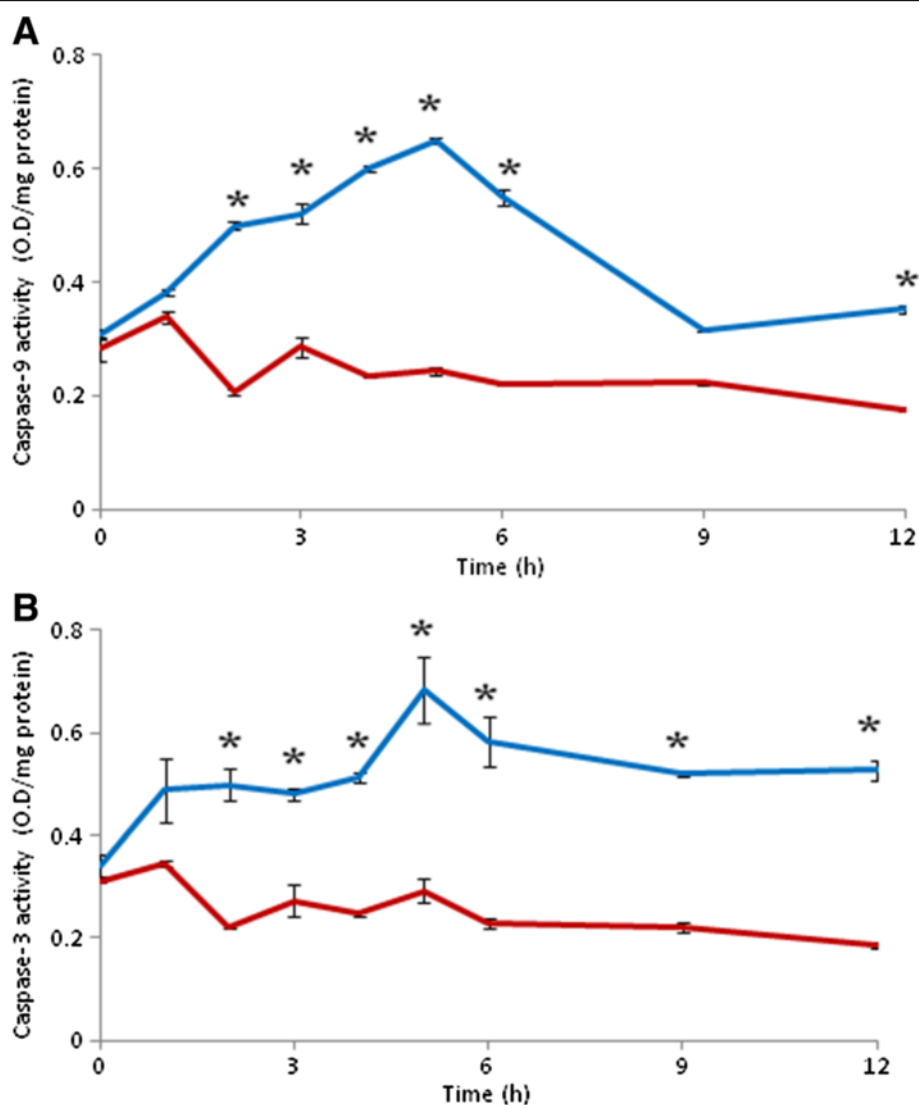 A
Caspase-9 activity (O.D/mg protein)
0.8
0.6
0.4
0.2
0
* * * * * *
0 3 6 9 12
Time (h)
B
Caspase-3 activity (O.D/mg protein)
0.8
0.6
0.4
0.2
0
* * * * * * *
0 3 6 9 12
Time (h)